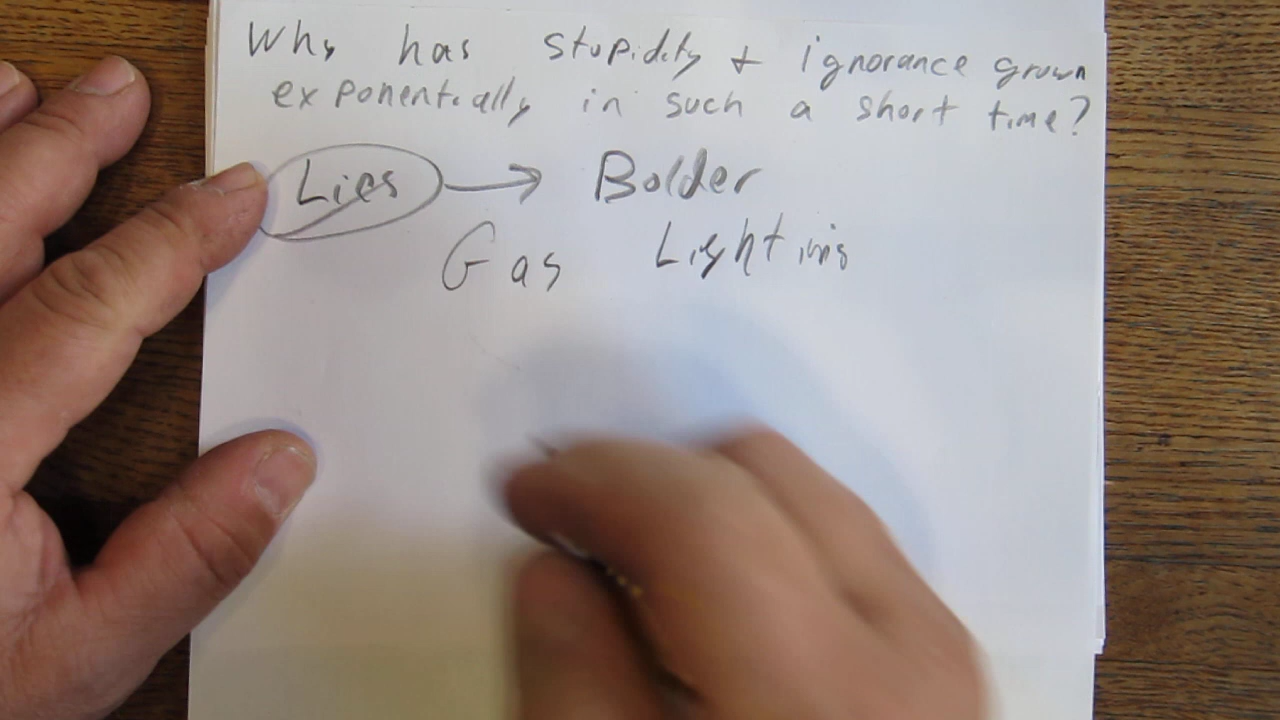 Why has stupidity + ignorance grown
exponentially in such a short time?
Lies → Bolder
Gas Lighting